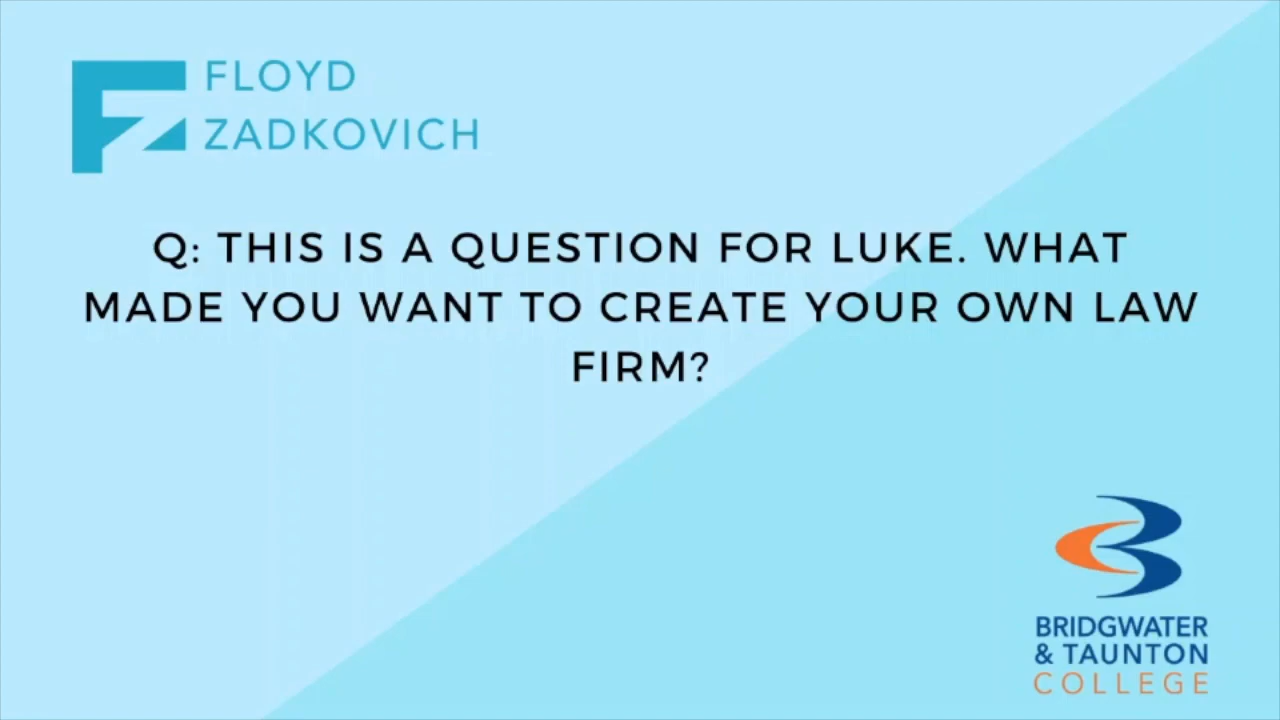 FLOYD
ZADKOVICH
Q: THIS IS A QUESTION FOR LUKE. WHAT
MADE YOU WANT TO CREATE YOUR OWN LAW
FIRM?
BRIDGWATER
& TAUNTON
COLLEGE